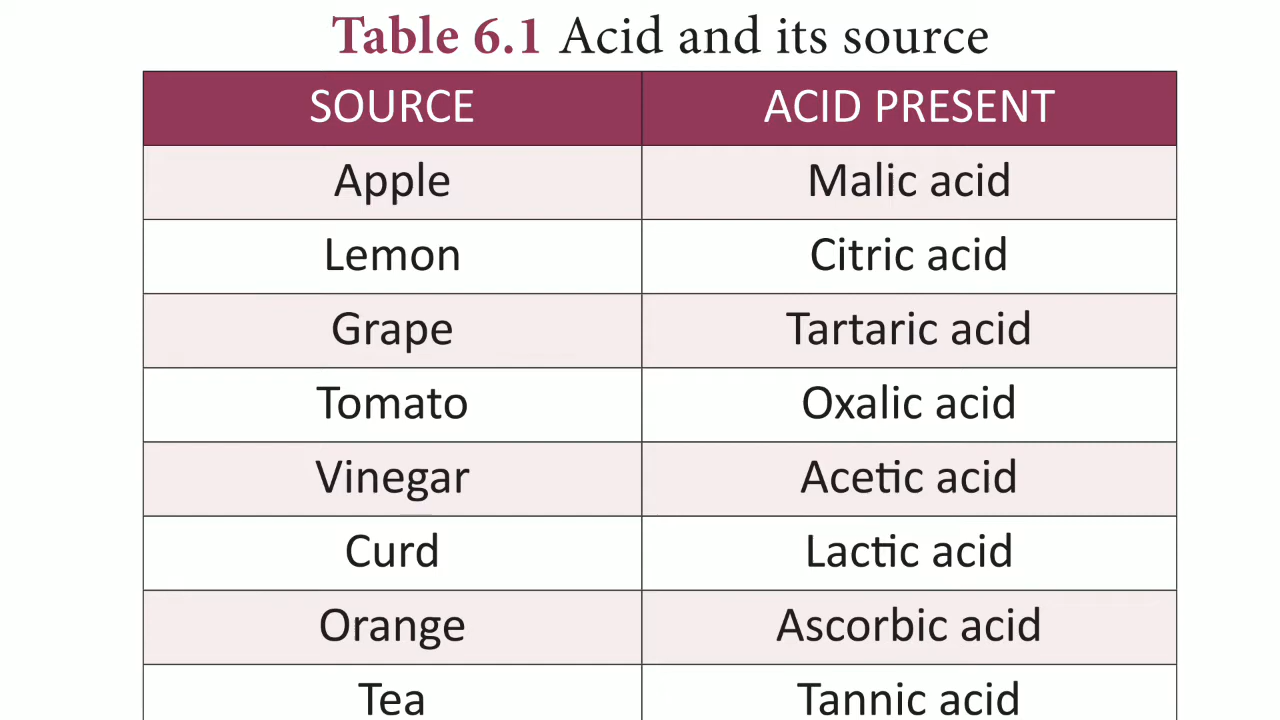 Table 6.1 Acid and its source
SOURCE ACID PRESENT
Apple Malic acid
Lemon Citric acid
Grape Tartaric acid
Tomato Oxalic acid
Vinegar Acetic acid
Curd Lactic acid
Orange Ascorbic acid
Tea Tannic acid